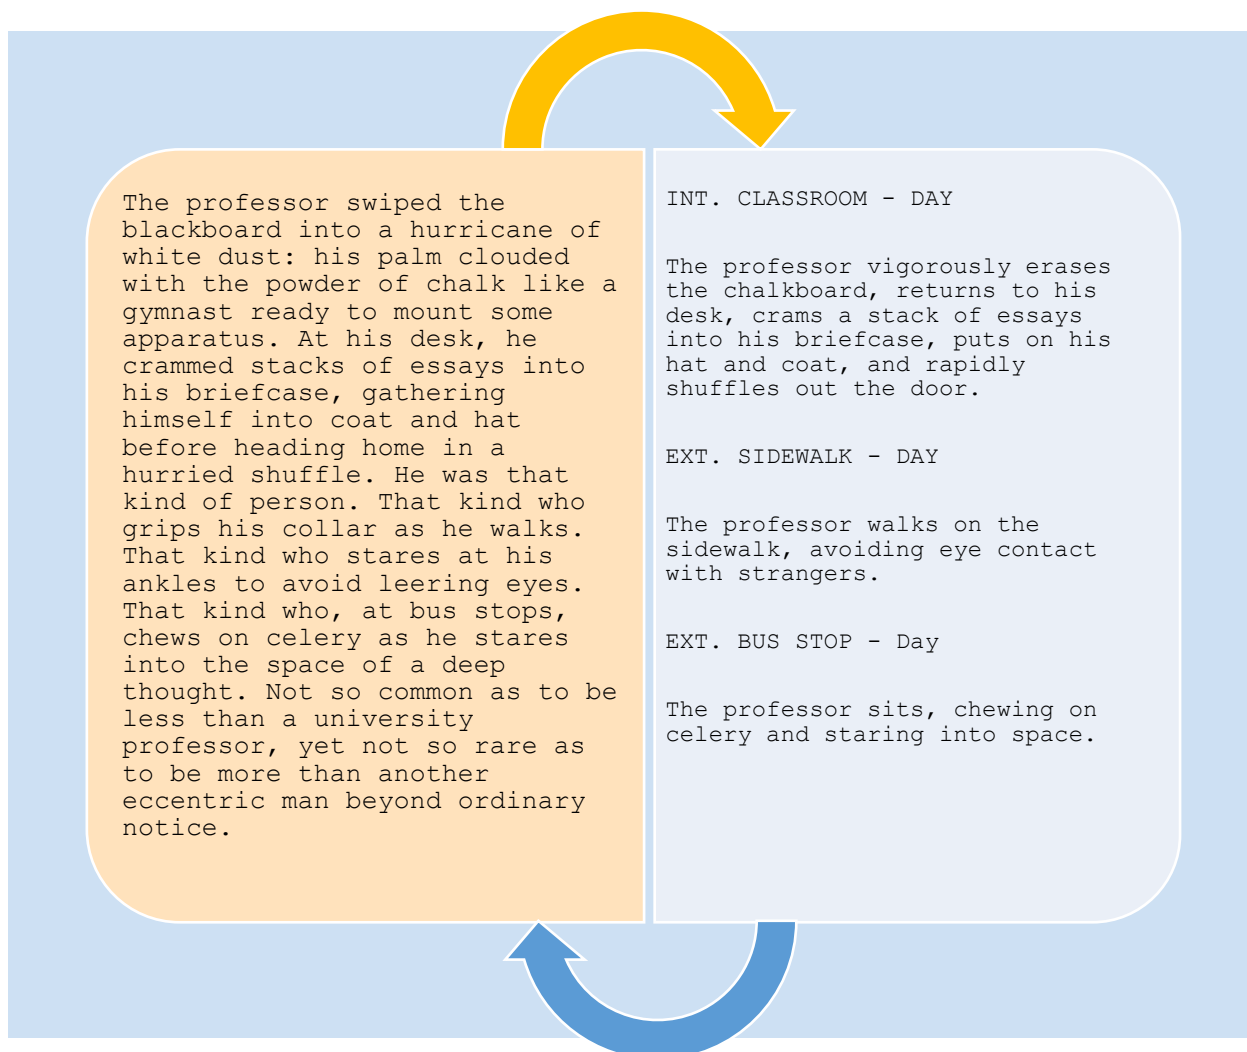 The professor swiped the
blackboard into a hurricane of
white dust: his palm clouded
with the powder of chalk like a
gymnast ready to mount some
apparatus. At his desk, he
crammed stacks of essays into
his briefcase, gathering
himself into coat and hat
before heading home in a
hurried shuffle. He was that
kind of person. That kind who
grips his collar as he walks.
That kind who stares at his
ankles to avoid leering eyes.
That kind who, at bus stops,
chews on celery as he stares
into the space of a deep
thought. Not so common as to be
less than a university
professor, yet not so rare as
to be more than another
eccentric man beyond ordinary
notice.
INT. CLASSROOM - DAY
The professor vigorously erases
the chalkboard, returns to his
desk, crams a stack of essays
into his briefcase, puts on his
hat and coat, and rapidly
shuffles out the door.
EXT. SIDEWALK - DAY
The professor walks on the
sidewalk, avoiding eye contact
with strangers.
EXT. BUS STOP - Day
The professor sits, chewing on
celery and staring into space.